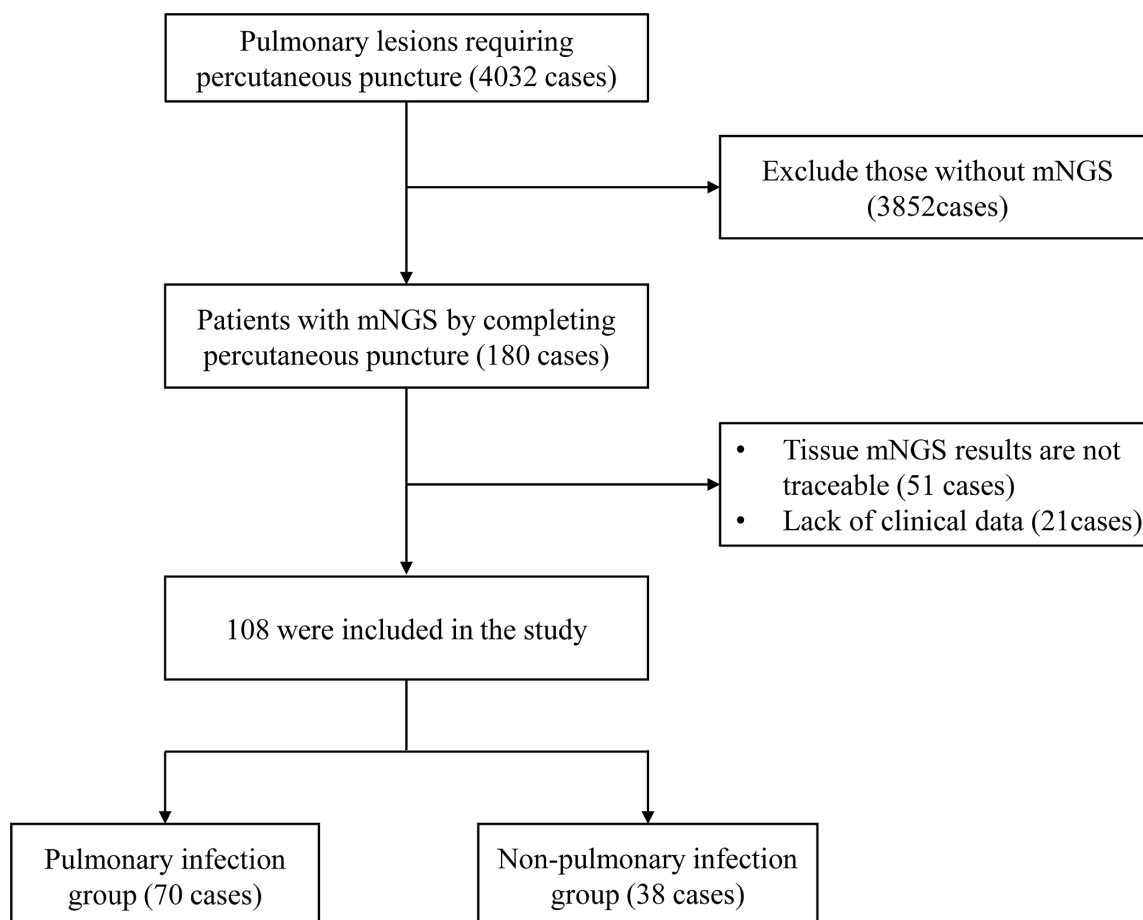 Pulmonary lesions requiring
percutaneous puncture (4032 cases)
Exclude those without mNGS
(3852cases)
Patients with mNGS by completing
percutaneous puncture (180 cases)
• Tissue mNGS results are not
traceable (51 cases)
• Lack of clinical data (21cases)
108 were included in the study
Pulmonary infection
group (70 cases)
Non-pulmonary infection
group (38 cases)